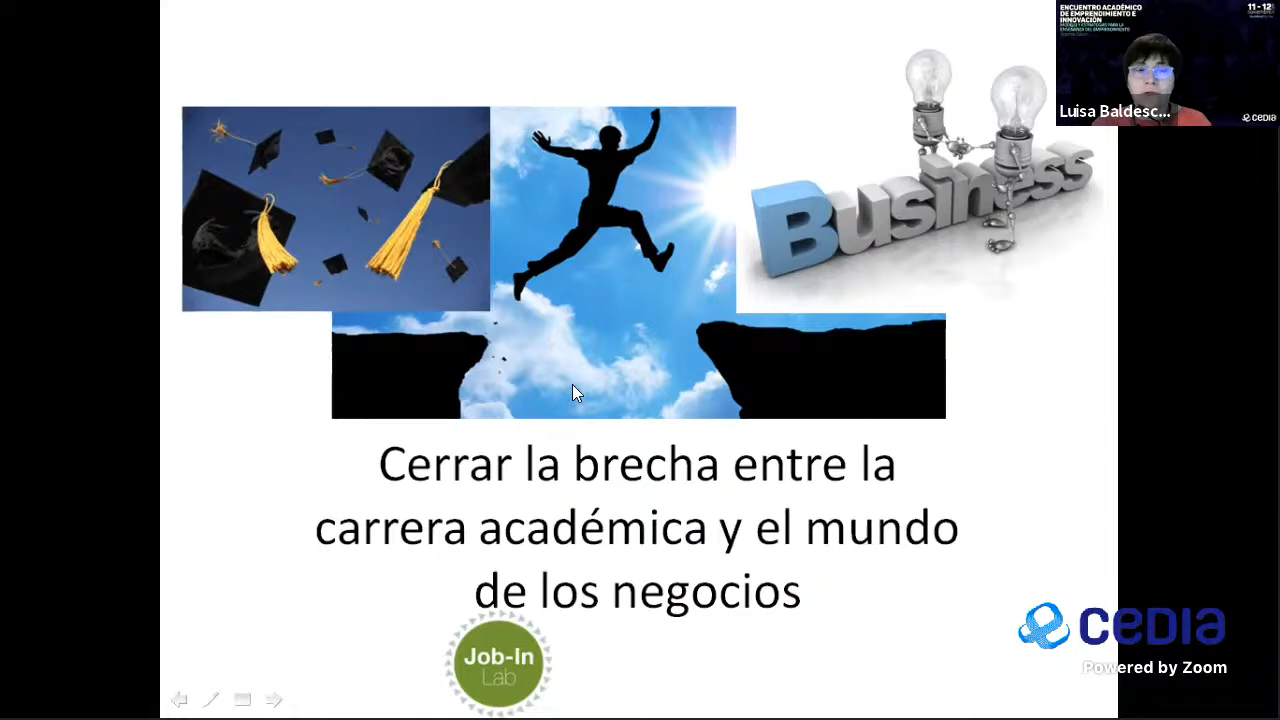 ENCUENTRO ACADÉMICO
DE EMPRENDIMIENTO E
INNOVACIÓN
11-12
Luisa Baldesc...
CEDIA
Business
Cerrar la brecha entre la
carrera académica y el mundo
de los negocios
Job-In
Lab
CEDIA
Powered by Zoom